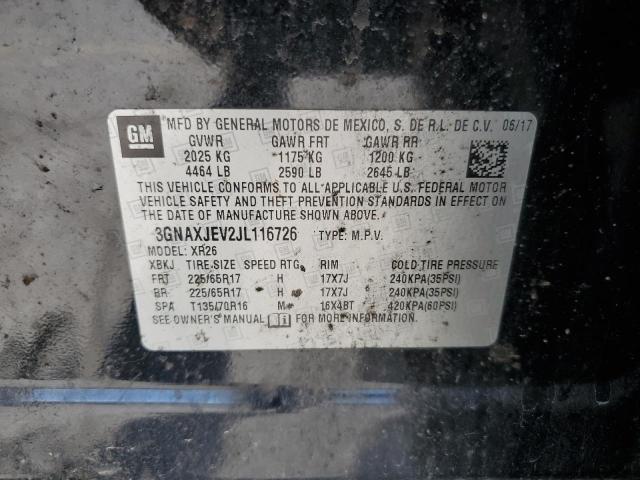 GM
MFD BY GENERAL MOTORS DE MEXICO, S. DE R.L. DE C.V. 06/17
GVWR GAWR FRT GAWR RR
2025 KG 1175 KG 1200 KG
4464 LB 2590 LB 2645 LB
THIS VEHICLE CONFORMS TO ALL APPLICABLE U.S. FEDERAL MOTOR
VEHICLE SAFETY AND THEFT PREVENTION STANDARDS IN EFFECT ON
THE DATE OF MANUFACTURE SHOWN ABOVE.
3GNAXJEV2JL116726 TYPE: M.P.V.
MODEL: XR26
XBKJ TIRE SIZE SPEED RTG RIM COLD TIRE PRESSURE
FRT 225/65R17 H 17X7J 240KPA(35PSI)
RR 225/65R17 H 17X7J 240KPA(35PSI)
SPA T135/70R16 M 16X4BT 420KPA(60PSI)
SEE OWNER'S MANUAL FOR MORE INFORMATION.